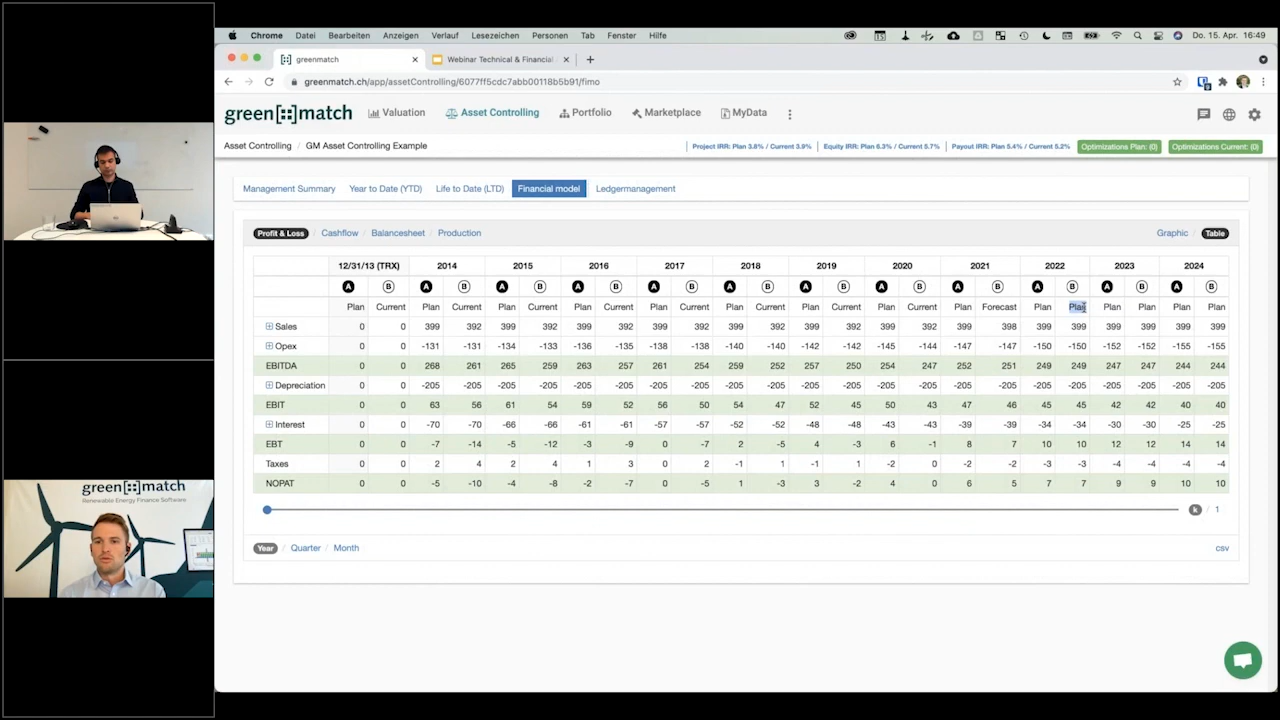 Chrome Datei Bearbeiten Anzeigen Verlauf Lesezeichen Personen Tab Fenster Hilfe Do. 15. Apr. 16:49
greenmatch Webinar Technical & Financial
greenmatch.ch/app/assetControlling/6077ff5cdc7abb00118b5b91/fimo
green[::]match Valuation Asset Controlling Portfolio Marketplace MyData
Asset Controlling / GM Asset Controlling Example Project IRR: Plan 3.8% / Current 3.9% Equity IRR: Plan 6.3% / Current 5.7% Payout IRR: Plan 5.4% / Current 5.2% Optimizations Plan: (0) Optimizations Current: (0)
Management Summary Year to Date (YTD) Life to Date (LTD) Financial model Ledgermanagement
Profit & Loss / Cashflow / Balancesheet / Production Graphic / Table
12/31/13 (TRX) 2014 2015 2016 2017 2018 2019 2020 2021 2022 2023 2024
A B A B A B A B A B A B A B A B A B A B A B A B
Plan Current Plan Current Plan Current Plan Current Plan Current Plan Current Plan Current Plan Current Plan Forecast Plan Plan Plan Plan Plan Plan
Sales 0 0 399 392 399 392 399 392 399 392 399 392 399 392 399 392 399 398 399 399 399 399 399 399
Opex 0 0 -131 -131 -134 -133 -136 -135 -138 -138 -140 -140 -142 -142 -145 -144 -147 -147 -150 -150 -152 -152 -155 -155
EBITDA 0 0 268 261 265 259 263 257 261 254 259 252 257 250 254 247 252 251 249 249 247 247 244 244
Depreciation 0 0 -205 -205 -205 -205 -205 -205 -205 -205 -205 -205 -205 -205 -205 -205 -205 -205 -205 -205 -205 -205 -205 -205
EBIT 0 0 63 56 61 54 59 52 56 50 54 47 52 45 50 43 47 46 45 45 42 42 40 40
Interest 0 0 -70 -70 -66 -66 -61 -61 -57 -57 -52 -52 -48 -48 -43 -43 -39 -39 -34 -34 -30 -30 -25 -25
EBT 0 0 -7 -14 -5 -12 -3 -9 0 -7 2 -5 4 -3 6 -1 8 7 10 10 12 12 14 14
Taxes 0 0 2 4 2 4 1 3 0 2 -1 1 -1 1 -2 0 -2 -2 -3 -3 -4 -4 -4 -4
NOPAT 0 0 -5 -10 -4 -8 -2 -7 0 -5 1 -3 3 -2 4 0 6 5 7 7 9 9 10 10
k / 1
Year / Quarter / Month csv
green[::]match
Renewable Energy Finance Software